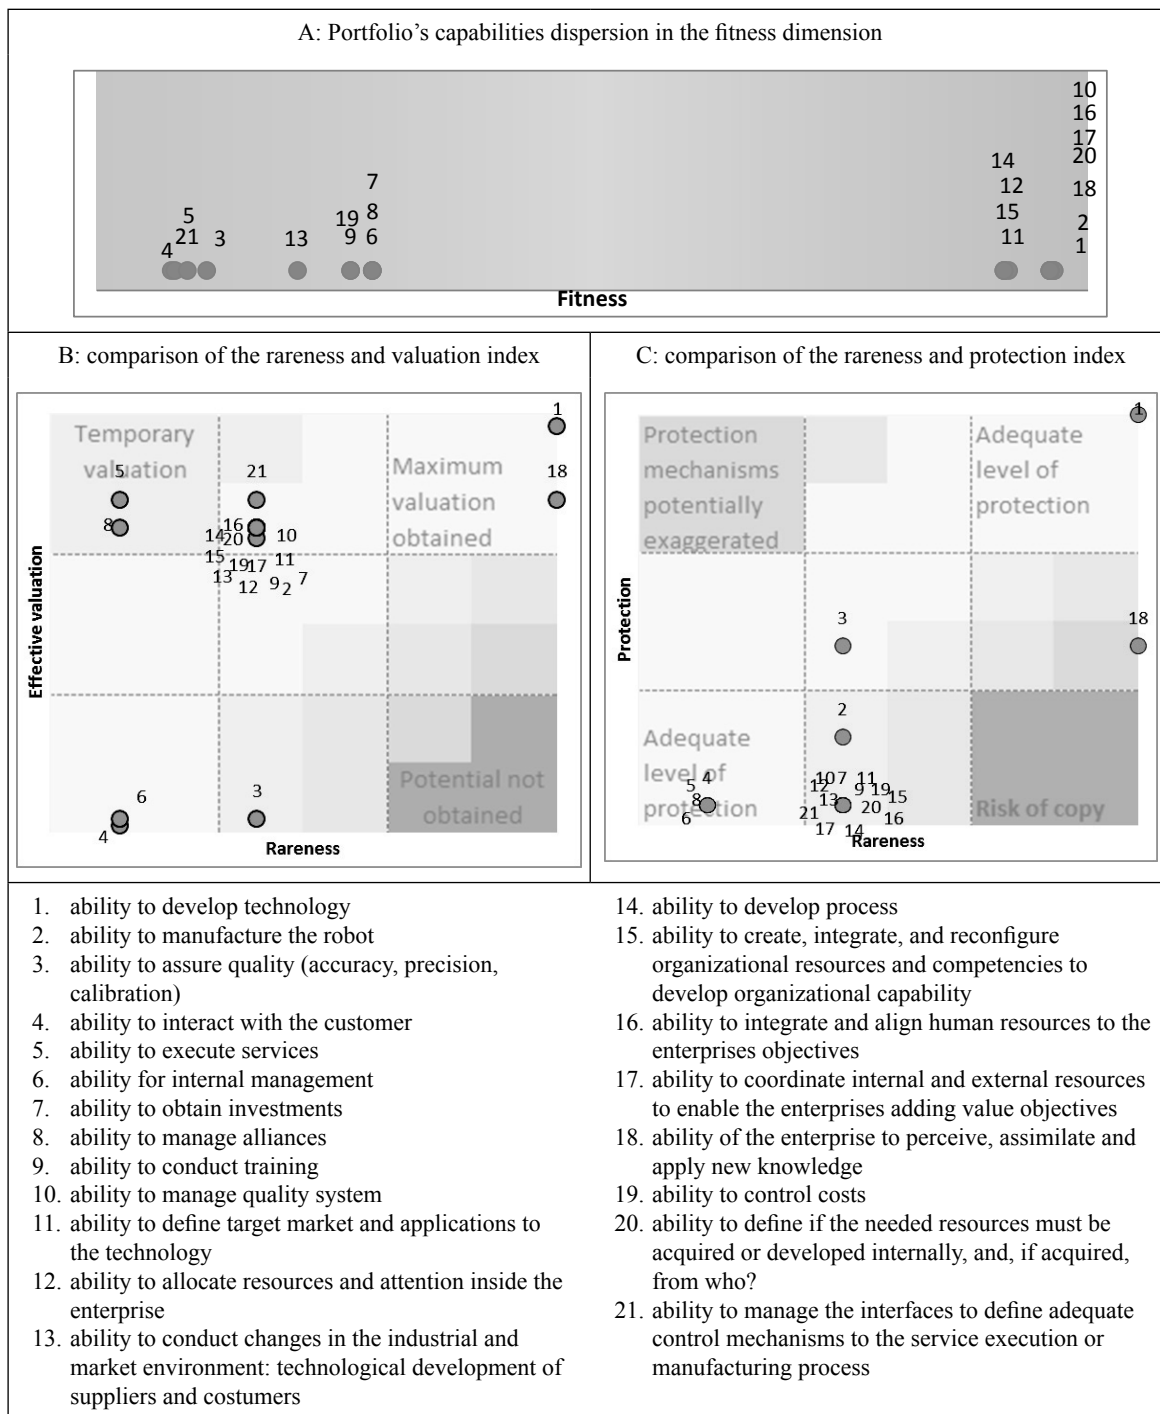 A: Portfolio's capabilities dispersion in the fitness dimension
10
16
17
14 20
7 12 18
5 19 8 15 2
4 21 3 13 9 6 11 1
Fitness
B: comparison of the rareness and valuation index
1
Temporary
valuation
5 21 18
Maximum
valuation
obtained
8 14 16 20 10
15 19 17 11
13 12 9 2 7
Effective valuation
6 3
4
Potential not
obtained
Rareness
C: comparison of the rareness and protection index
1
Protection
mechanisms
potentially
exaggerated
Adequate
level of
protection
3 18
Protection
2
Adequate
level of
protection
5 4 12 10 7 11
8 13 9 19 15
6 21 20 16
17 14
Risk of copy
Rareness
1. ability to develop technology
2. ability to manufacture the robot
3. ability to assure quality (accuracy, precision,
calibration)
4. ability to interact with the customer
5. ability to execute services
6. ability for internal management
7. ability to obtain investments
8. ability to manage alliances
9. ability to conduct training
10. ability to manage quality system
11. ability to define target market and applications to
the technology
12. ability to allocate resources and attention inside the
enterprise
13. ability to conduct changes in the industrial and
market environment: technological development of
suppliers and costumers
14. ability to develop process
15. ability to create, integrate, and reconfigure
organizational resources and competencies to
develop organizational capability
16. ability to integrate and align human resources to the
enterprises objectives
17. ability to coordinate internal and external resources
to enable the enterprises adding value objectives
18. ability of the enterprise to perceive, assimilate and
apply new knowledge
19. ability to control costs
20. ability to define if the needed resources must be
acquired or developed internally, and, if acquired,
from who?
21. ability to manage the interfaces to define adequate
control mechanisms to the service execution or
manufacturing process